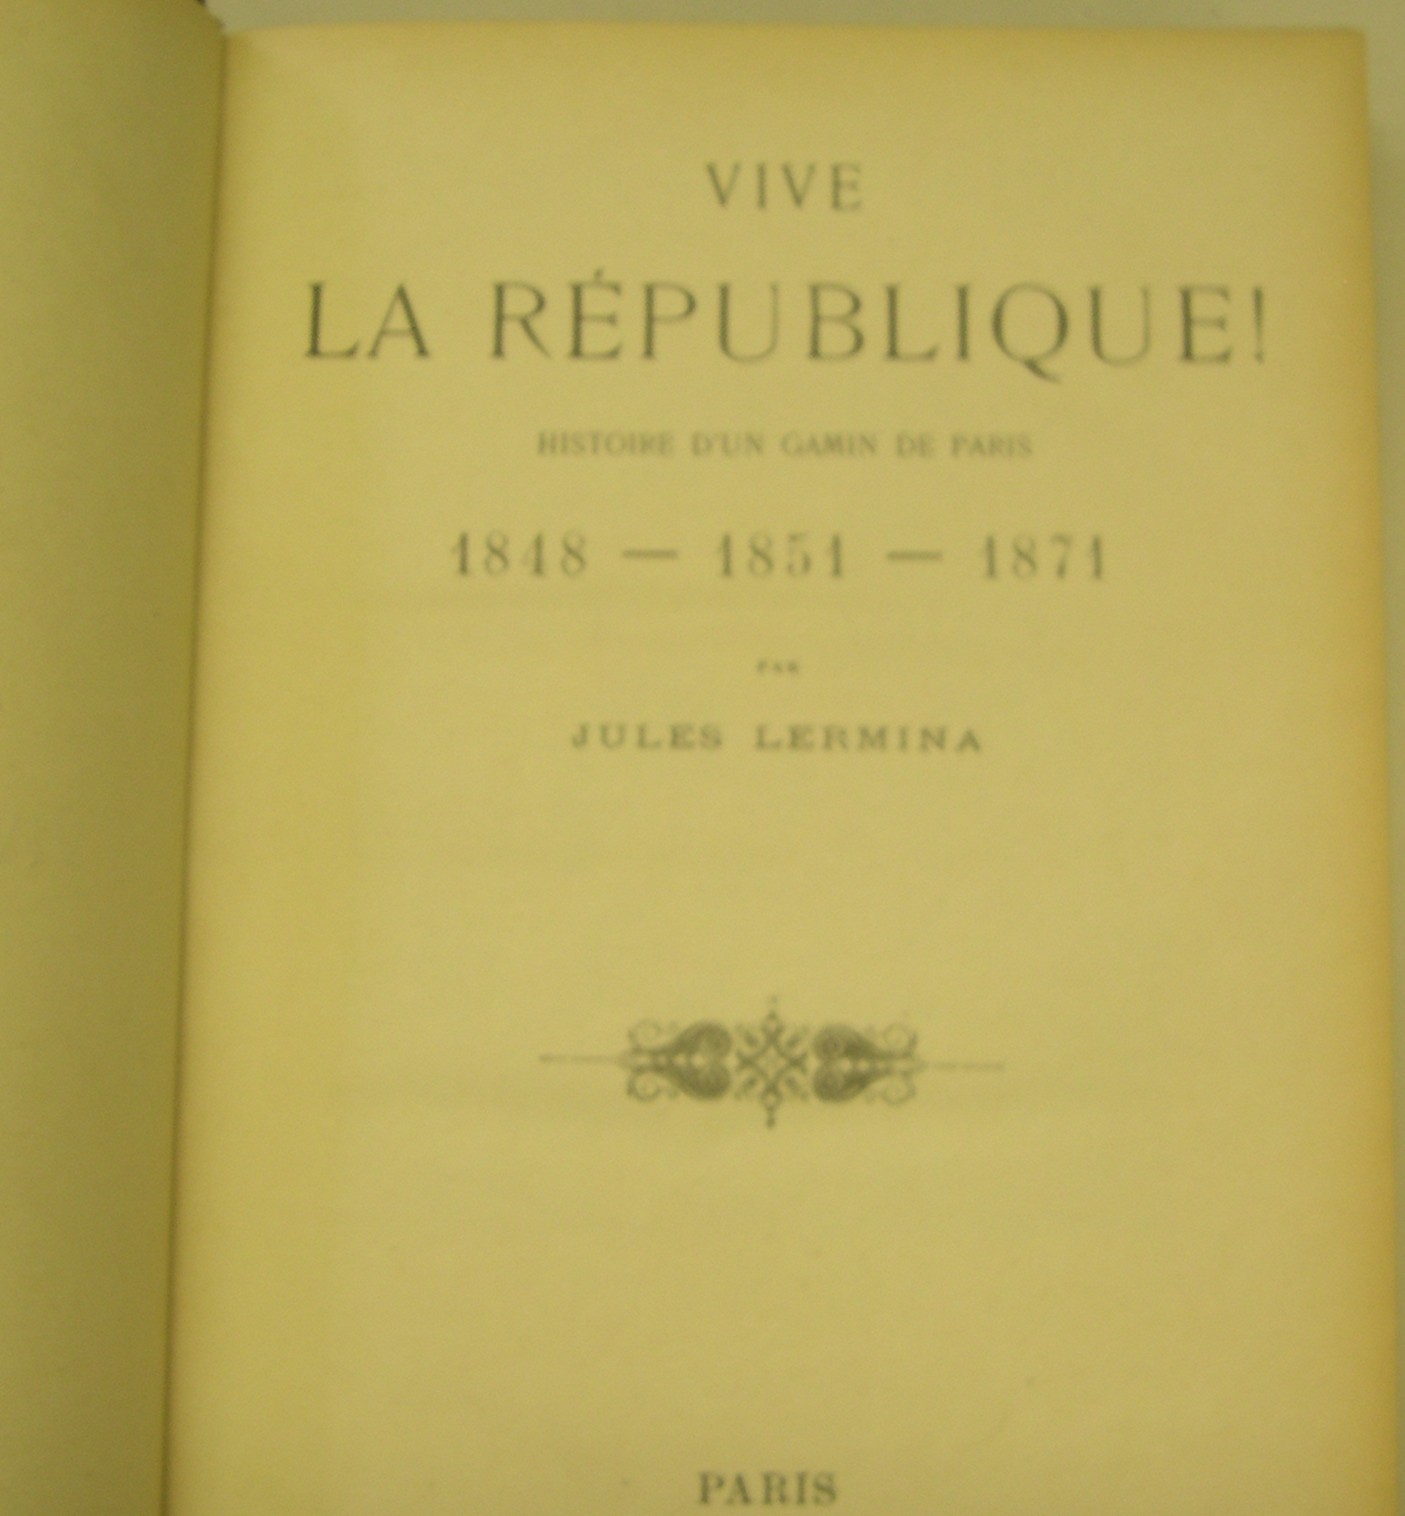 VIVE
LA RÉPUBLIQUE!
HISTOIRE D'UN GAMIN DE PARIS
1848 — 1851 — 1871
PAR
JULES LERMINA
PARIS